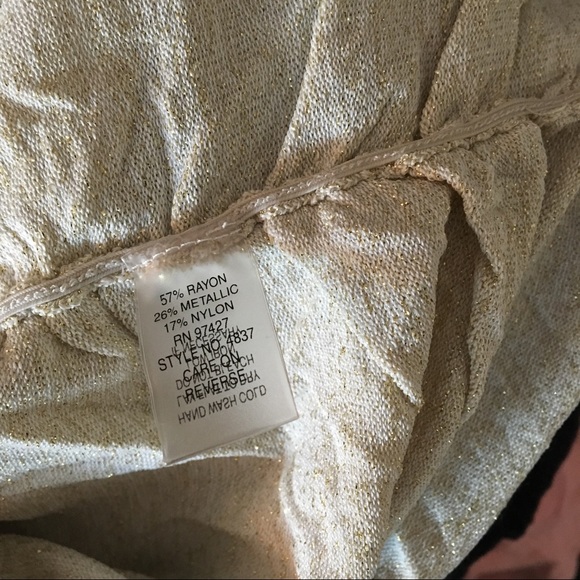 57% RAYON
26% METALLIC
17% NYLON
RN 97427
STYLE NO. 4837
CARE ON
REVERSE
HAND WASH COLD